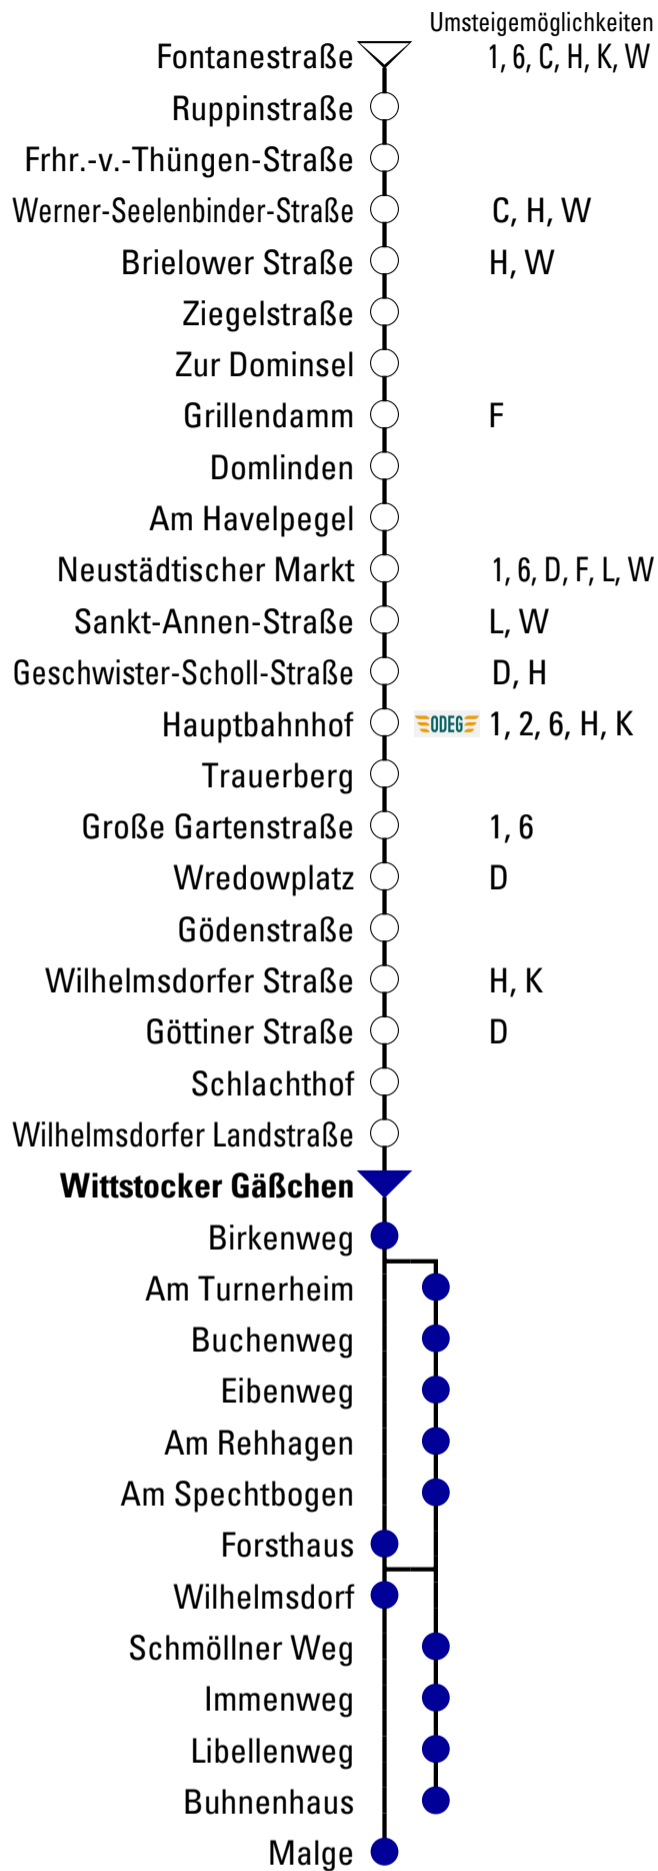 Umsteigemöglichkeiten
Fontanestraße 1, 6, C, H, K, W
Ruppinstraße
Frhr.-v.-Thüngen-Straße
Werner-Seelenbinder-Straße C, H, W
Brielower Straße H, W
Ziegelstraße
Zur Dominsel
Grillendamm F
Domlinden
Am Havelpegel
Neustädtischer Markt 1, 6, D, F, L, W
Sankt-Annen-Straße L, W
Geschwister-Scholl-Straße D, H
Hauptbahnhof ODEG 1, 2, 6, H, K
Trauerberg
Große Gartenstraße 1, 6
Wredowplatz D
Gödenstraße
Wilhelmsdorfer Straße H, K
Göttiner Straße D
Schlachthof
Wilhelmsdorfer Landstraße
Wittstocker Gäßchen
Birkenweg
Am Turnerheim
Buchenweg
Eibenweg
Am Rehhagen
Am Spechtbogen
Forsthaus
Wilhelmsdorf
Schmöllner Weg
Immenweg
Libellenweg
Buhnenhaus
Malge